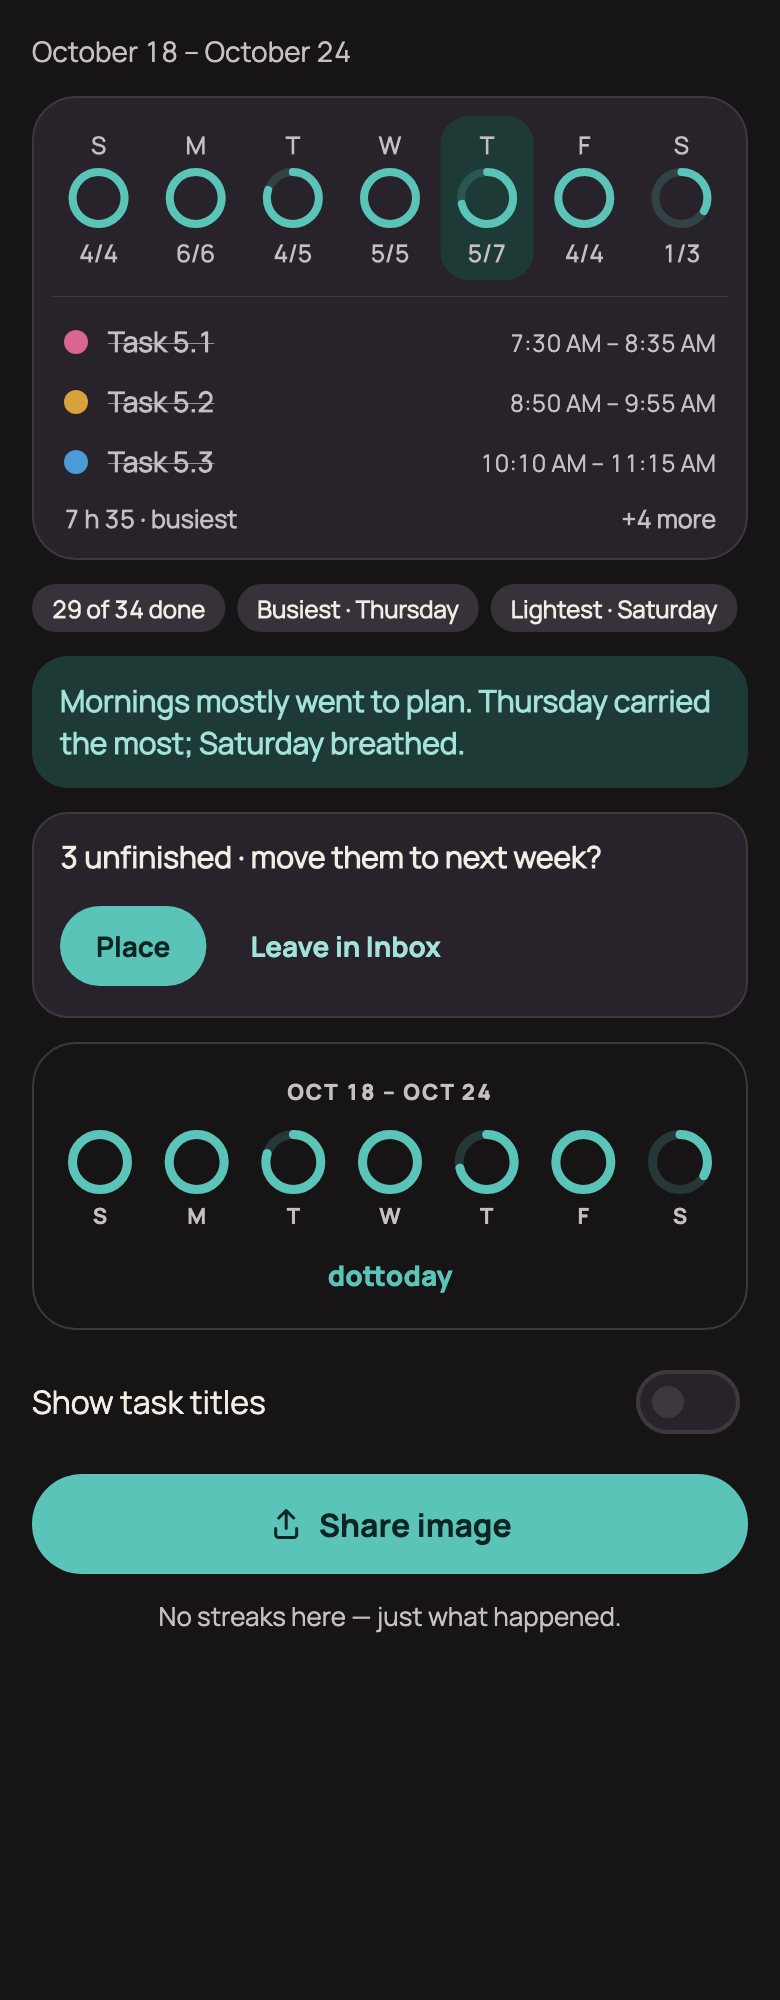 October 18 – October 24
S M T W T F S
4/4 6/6 4/5 5/5 5/7 4/4 1/3
Task 5.1 7:30 AM – 8:35 AM
Task 5.2 8:50 AM – 9:55 AM
Task 5.3 10:10 AM – 11:15 AM
7 h 35 · busiest +4 more
29 of 34 done Busiest · Thursday Lightest · Saturday
Mornings mostly went to plan. Thursday carried
the most; Saturday breathed.
3 unfinished · move them to next week?
Place Leave in Inbox
OCT 18 – OCT 24
S M T W T F S
dottoday
Show task titles
Share image
No streaks here — just what happened.